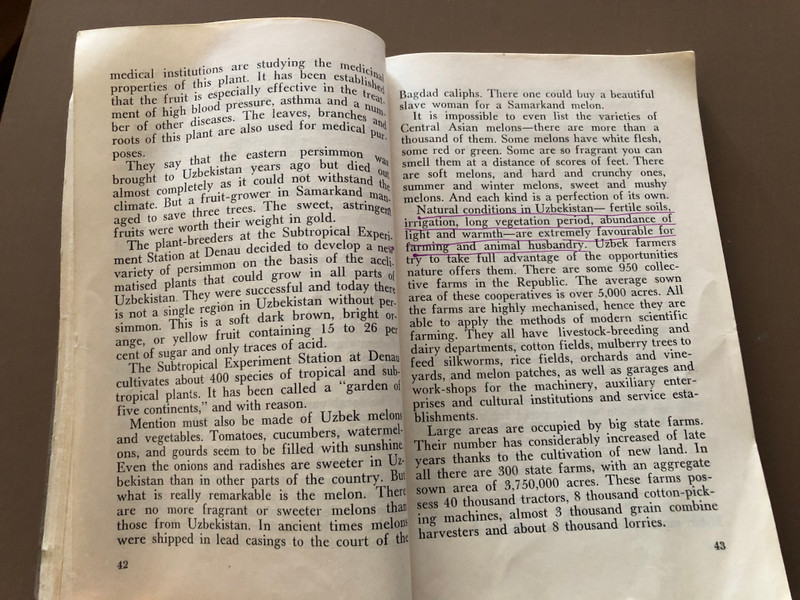 medical institutions are studying the medicinal
properties of this plant. It has been established
that the fruit is especially effective in the treat-
ment of high blood pressure, asthma and a num-
ber of other diseases. The leaves, branches and
roots of this plant are also used for medical pur-
poses.
They say that the eastern persimmon was
brought to Uzbekistan years ago but died out
almost completely as it could not withstand the
climate. But a fruit-grower in Samarkand man-
aged to save three trees. The sweet, astringent
fruits were worth their weight in gold.
The plant-breeders at the Subtropical Experi-
ment Station at Denau decided to develop a new
variety of persimmon on the basis of the accli-
matised plants that could grow in all parts of
Uzbekistan. They were successful and today there
is not a single region in Uzbekistan without per-
simmon. This is a soft dark brown, bright or-
ange, or yellow fruit containing 15 to 26 per
cent of sugar and only traces of acid.
The Subtropical Experiment Station at Denau
cultivates about 400 species of tropical and sub-
tropical plants. It has been called a "garden of
five continents," and with reason.
Mention must also be made of Uzbek melons
and vegetables. Tomatoes, cucumbers, watermel-
ons, and gourds seem to be filled with sunshine.
Even the onions and radishes are sweeter in Uz-
bekistan than in other parts of the country. But
what is really remarkable is the melon. There
are no more fragrant or sweeter melons than
those from Uzbekistan. In ancient times melons
were shipped in lead casings to the court of the
42
Bagdad caliphs. There one could buy a beautiful
slave woman for a Samarkand melon.
It is impossible to even list the varieties of
Central Asian melons—there are more than a
thousand of them. Some melons have white flesh,
some red or green. Some are so fragrant you can
smell them at a distance of scores of feet. There
are soft melons, and hard and crunchy ones,
summer and winter melons, sweet and mushy
melons. And each kind is a perfection of its own.
Natural conditions in Uzbekistan— fertile soils,
irrigation, long vegetation period, abundance of
light and warmth—are extremely favourable for
farming and animal husbandry. Uzbek farmers
try to take full advantage of the opportunities
nature offers them. There are some 950 collec-
tive farms in the Republic. The average sown
area of these cooperatives is over 5,000 acres. All
the farms are highly mechanised, hence they are
able to apply the methods of modern scientific
farming. They all have livestock-breeding and
dairy departments, cotton fields, mulberry trees to
feed silkworms, rice fields, orchards and vine-
yards, and melon patches, as well as garages and
work-shops for the machinery, auxiliary enter-
prises and cultural institutions and service esta-
blishments.
Large areas are occupied by big state farms.
Their number has considerably increased of late
years thanks to the cultivation of new land. In
all there are 300 state farms, with an aggregate
sown area of 3,750,000 acres. These farms pos-
sess 40 thousand tractors, 8 thousand cotton-pick-
ing machines, almost 3 thousand grain combine
harvesters and about 8 thousand lorries.
43